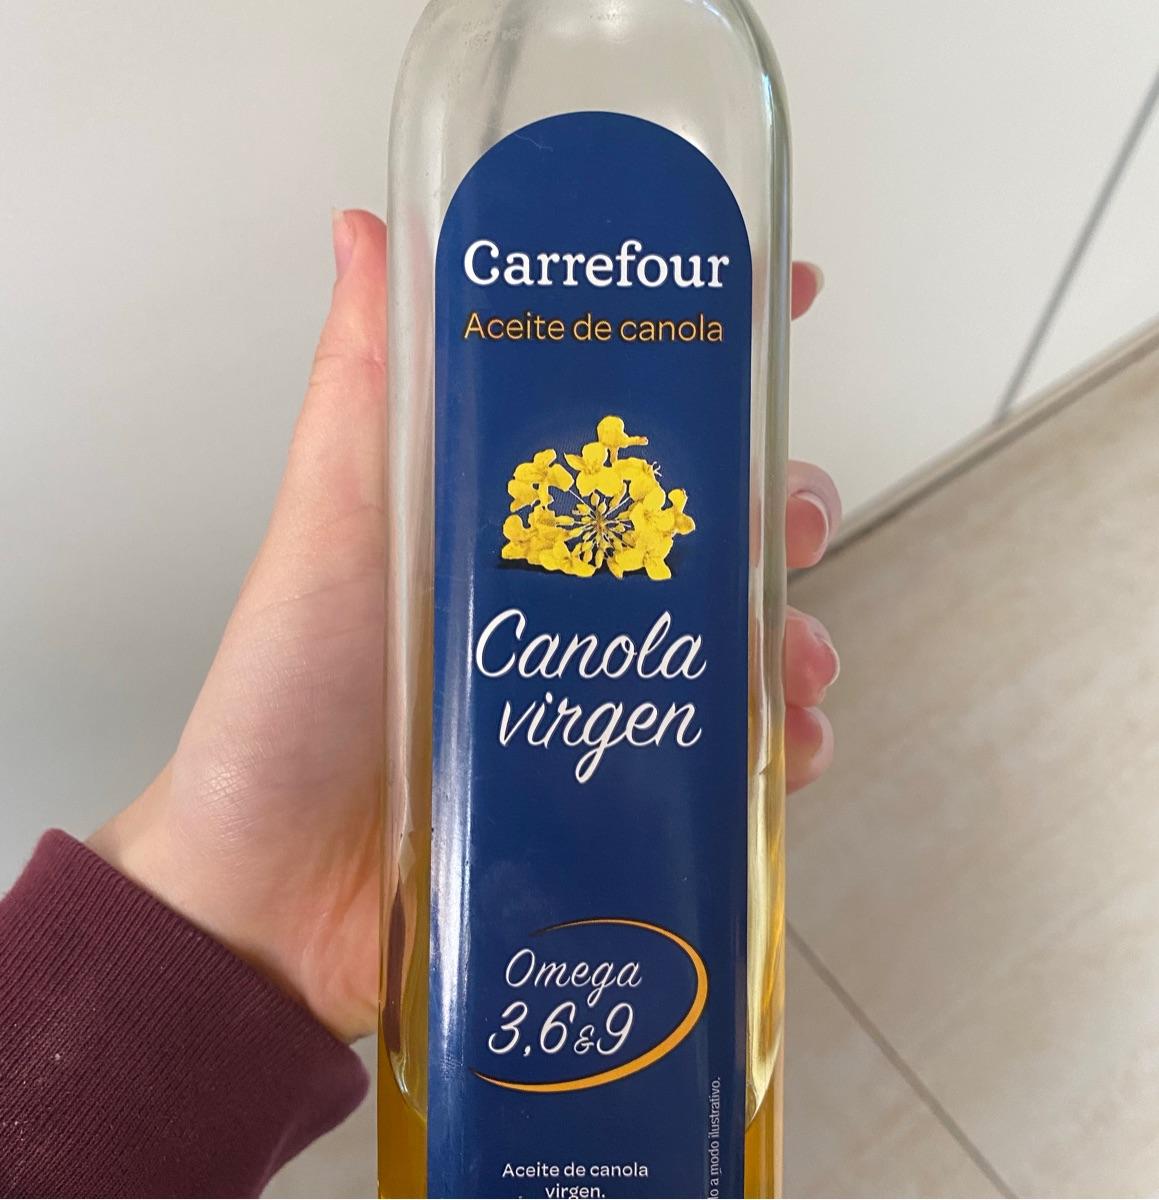 Carrefour
Aceite de canola
Canola
virgen
Omega
3,6&9
Aceite de canola
virgen.
a modo ilustrativo.